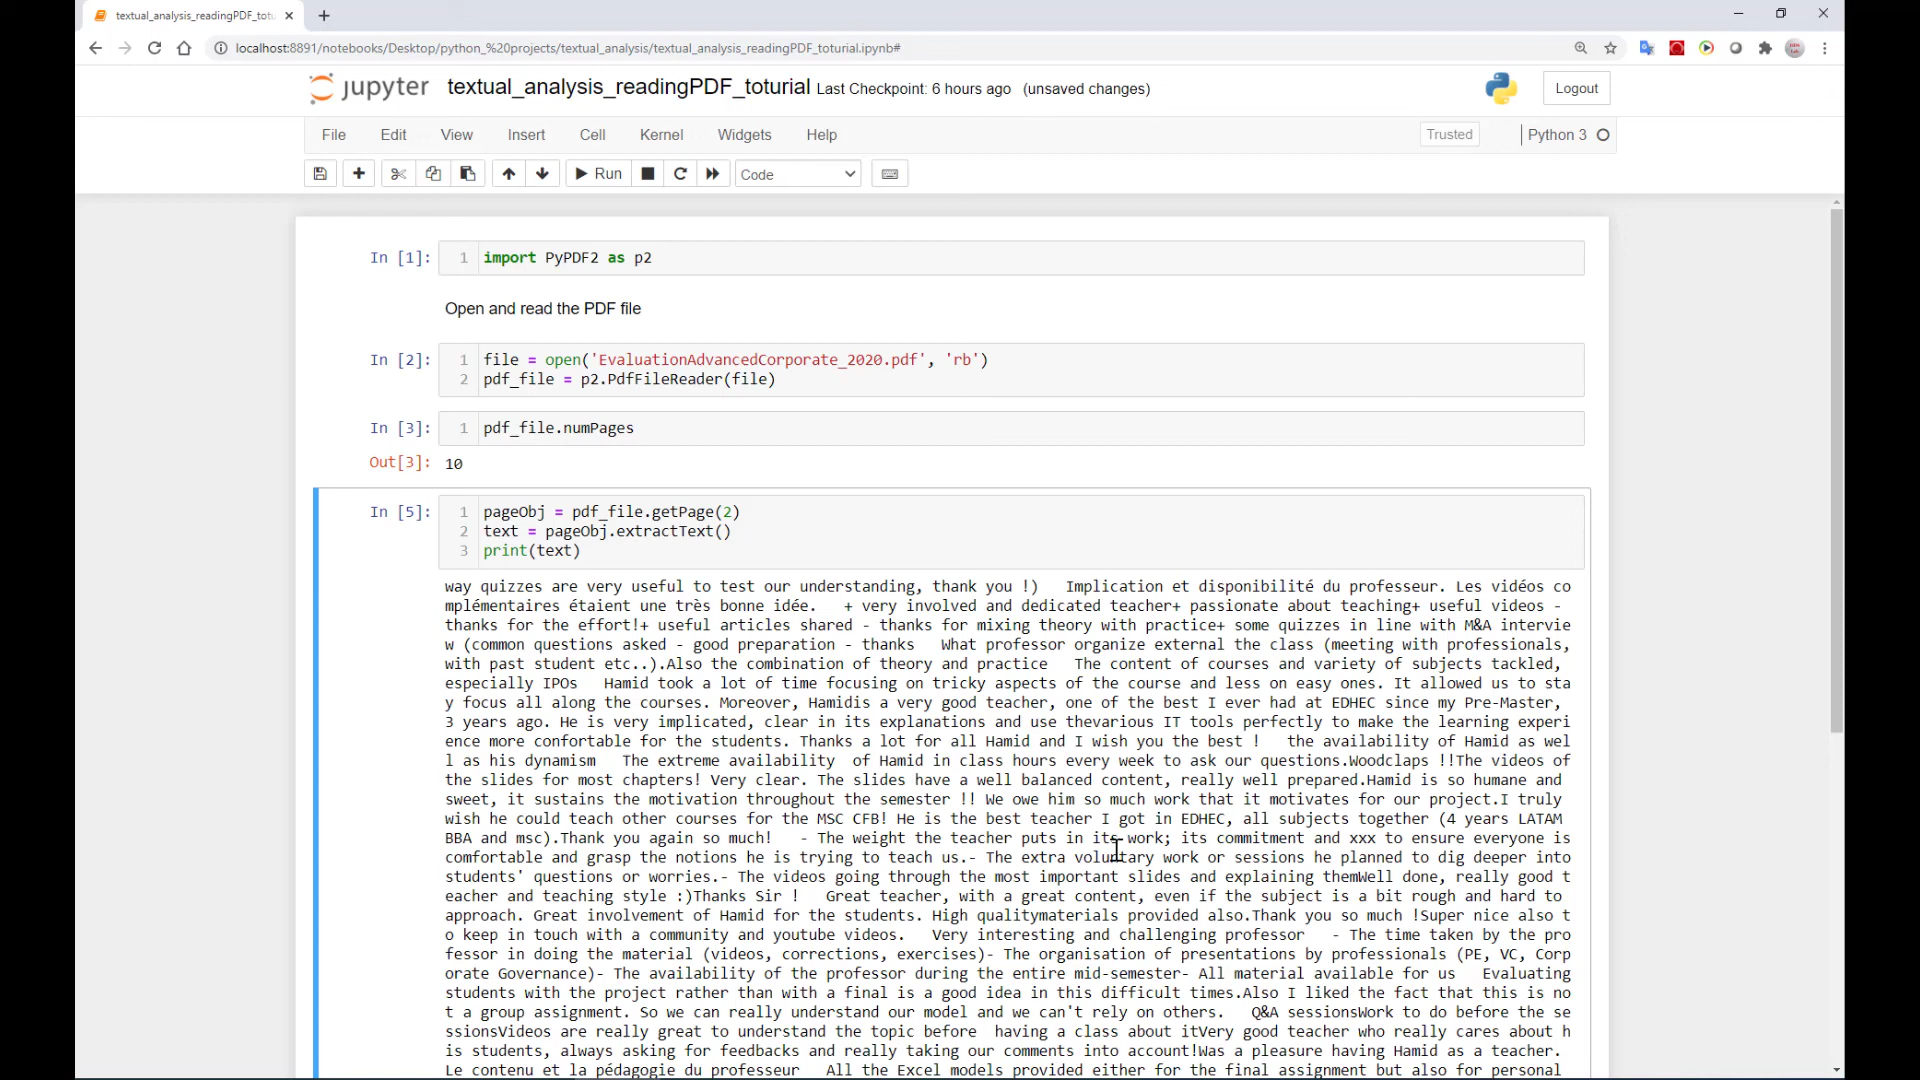 textual_analysis_readingPDF_totu
localhost:8891/notebooks/Desktop/python_%20projects/textual_analysis/textual_analysis_readingPDF_toturial.ipynb#
jupyter textual_analysis_readingPDF_toturial Last Checkpoint: 6 hours ago (unsaved changes) Logout
File Edit View Insert Cell Kernel Widgets Help Trusted Python 3
Run Code
In [1]: 1 import PyPDF2 as p2
Open and read the PDF file
In [2]: 1 file = open('EvaluationAdvancedCorporate_2020.pdf', 'rb')
2 pdf_file = p2.PdfFileReader(file)
In [3]: 1 pdf_file.numPages
Out[3]: 10
In [5]: 1 pageObj = pdf_file.getPage(2)
2 text = pageObj.extractText()
3 print(text)
way quizzes are very useful to test our understanding, thank you !)   Implication et disponibilité du professeur. Les vidéos co
mplémentaires étaient une très bonne idée.   + very involved and dedicated teacher+ passionate about teaching+ useful videos -
thanks for the effort!+ useful articles shared - thanks for mixing theory with practice+ some quizzes in line with M&A intervie
w (common questions asked - good preparation - thanks   What professor organize external the class (meeting with professionals,
with past student etc..).Also the combination of theory and practice   The content of courses and variety of subjects tackled,
especially IPOs   Hamid took a lot of time focusing on tricky aspects of the course and less on easy ones. It allowed us to sta
y focus all along the courses. Moreover, Hamidis a very good teacher, one of the best I ever had at EDHEC since my Pre-Master,
3 years ago. He is very implicated, clear in its explanations and use thevarious IT tools perfectly to make the learning experi
ence more confortable for the students. Thanks a lot for all Hamid and I wish you the best !   the availability of Hamid as wel
l as his dynamism   The extreme availability  of Hamid in class hours every week to ask our questions.Woodclaps !!The videos of
the slides for most chapters! Very clear. The slides have a well balanced content, really well prepared.Hamid is so humane and
sweet, it sustains the motivation throughout the semester !! We owe him so much work that it motivates for our project.I truly
wish he could teach other courses for the MSC CFB! He is the best teacher I got in EDHEC, all subjects together (4 years LATAM
BBA and msc).Thank you again so much!   - The weight the teacher puts in its work; its commitment and xxx to ensure everyone is
comfortable and grasp the notions he is trying to teach us.- The extra voluntary work or sessions he planned to dig deeper into
students' questions or worries.- The videos going through the most important slides and explaining themWell done, really good t
eacher and teaching style :)Thanks Sir !   Great teacher, with a great content, even if the subject is a bit rough and hard to
approach. Great involvement of Hamid for the students. High qualitymaterials provided also.Thank you so much !Super nice also t
o keep in touch with a community and youtube videos.   Very interesting and challenging professor   - The time taken by the pro
fessor in doing the material (videos, corrections, exercises)- The organisation of presentations by professionals (PE, VC, Corp
orate Governance)- The availability of the professor during the entire mid-semester- All material available for us   Evaluating
students with the project rather than with a final is a good idea in this difficult times.Also I liked the fact that this is no
t a group assignment. So we can really understand our model and we can't rely on others.   Q&A sessionsWork to do before the se
ssionsVideos are really great to understand the topic before  having a class about itVery good teacher who really cares about h
is students, always asking for feedbacks and really taking our comments into account!Was a pleasure having Hamid as a teacher.
Le contenu et la pédagogie du professeur   All the Excel models provided either for the final assignment but also for personal